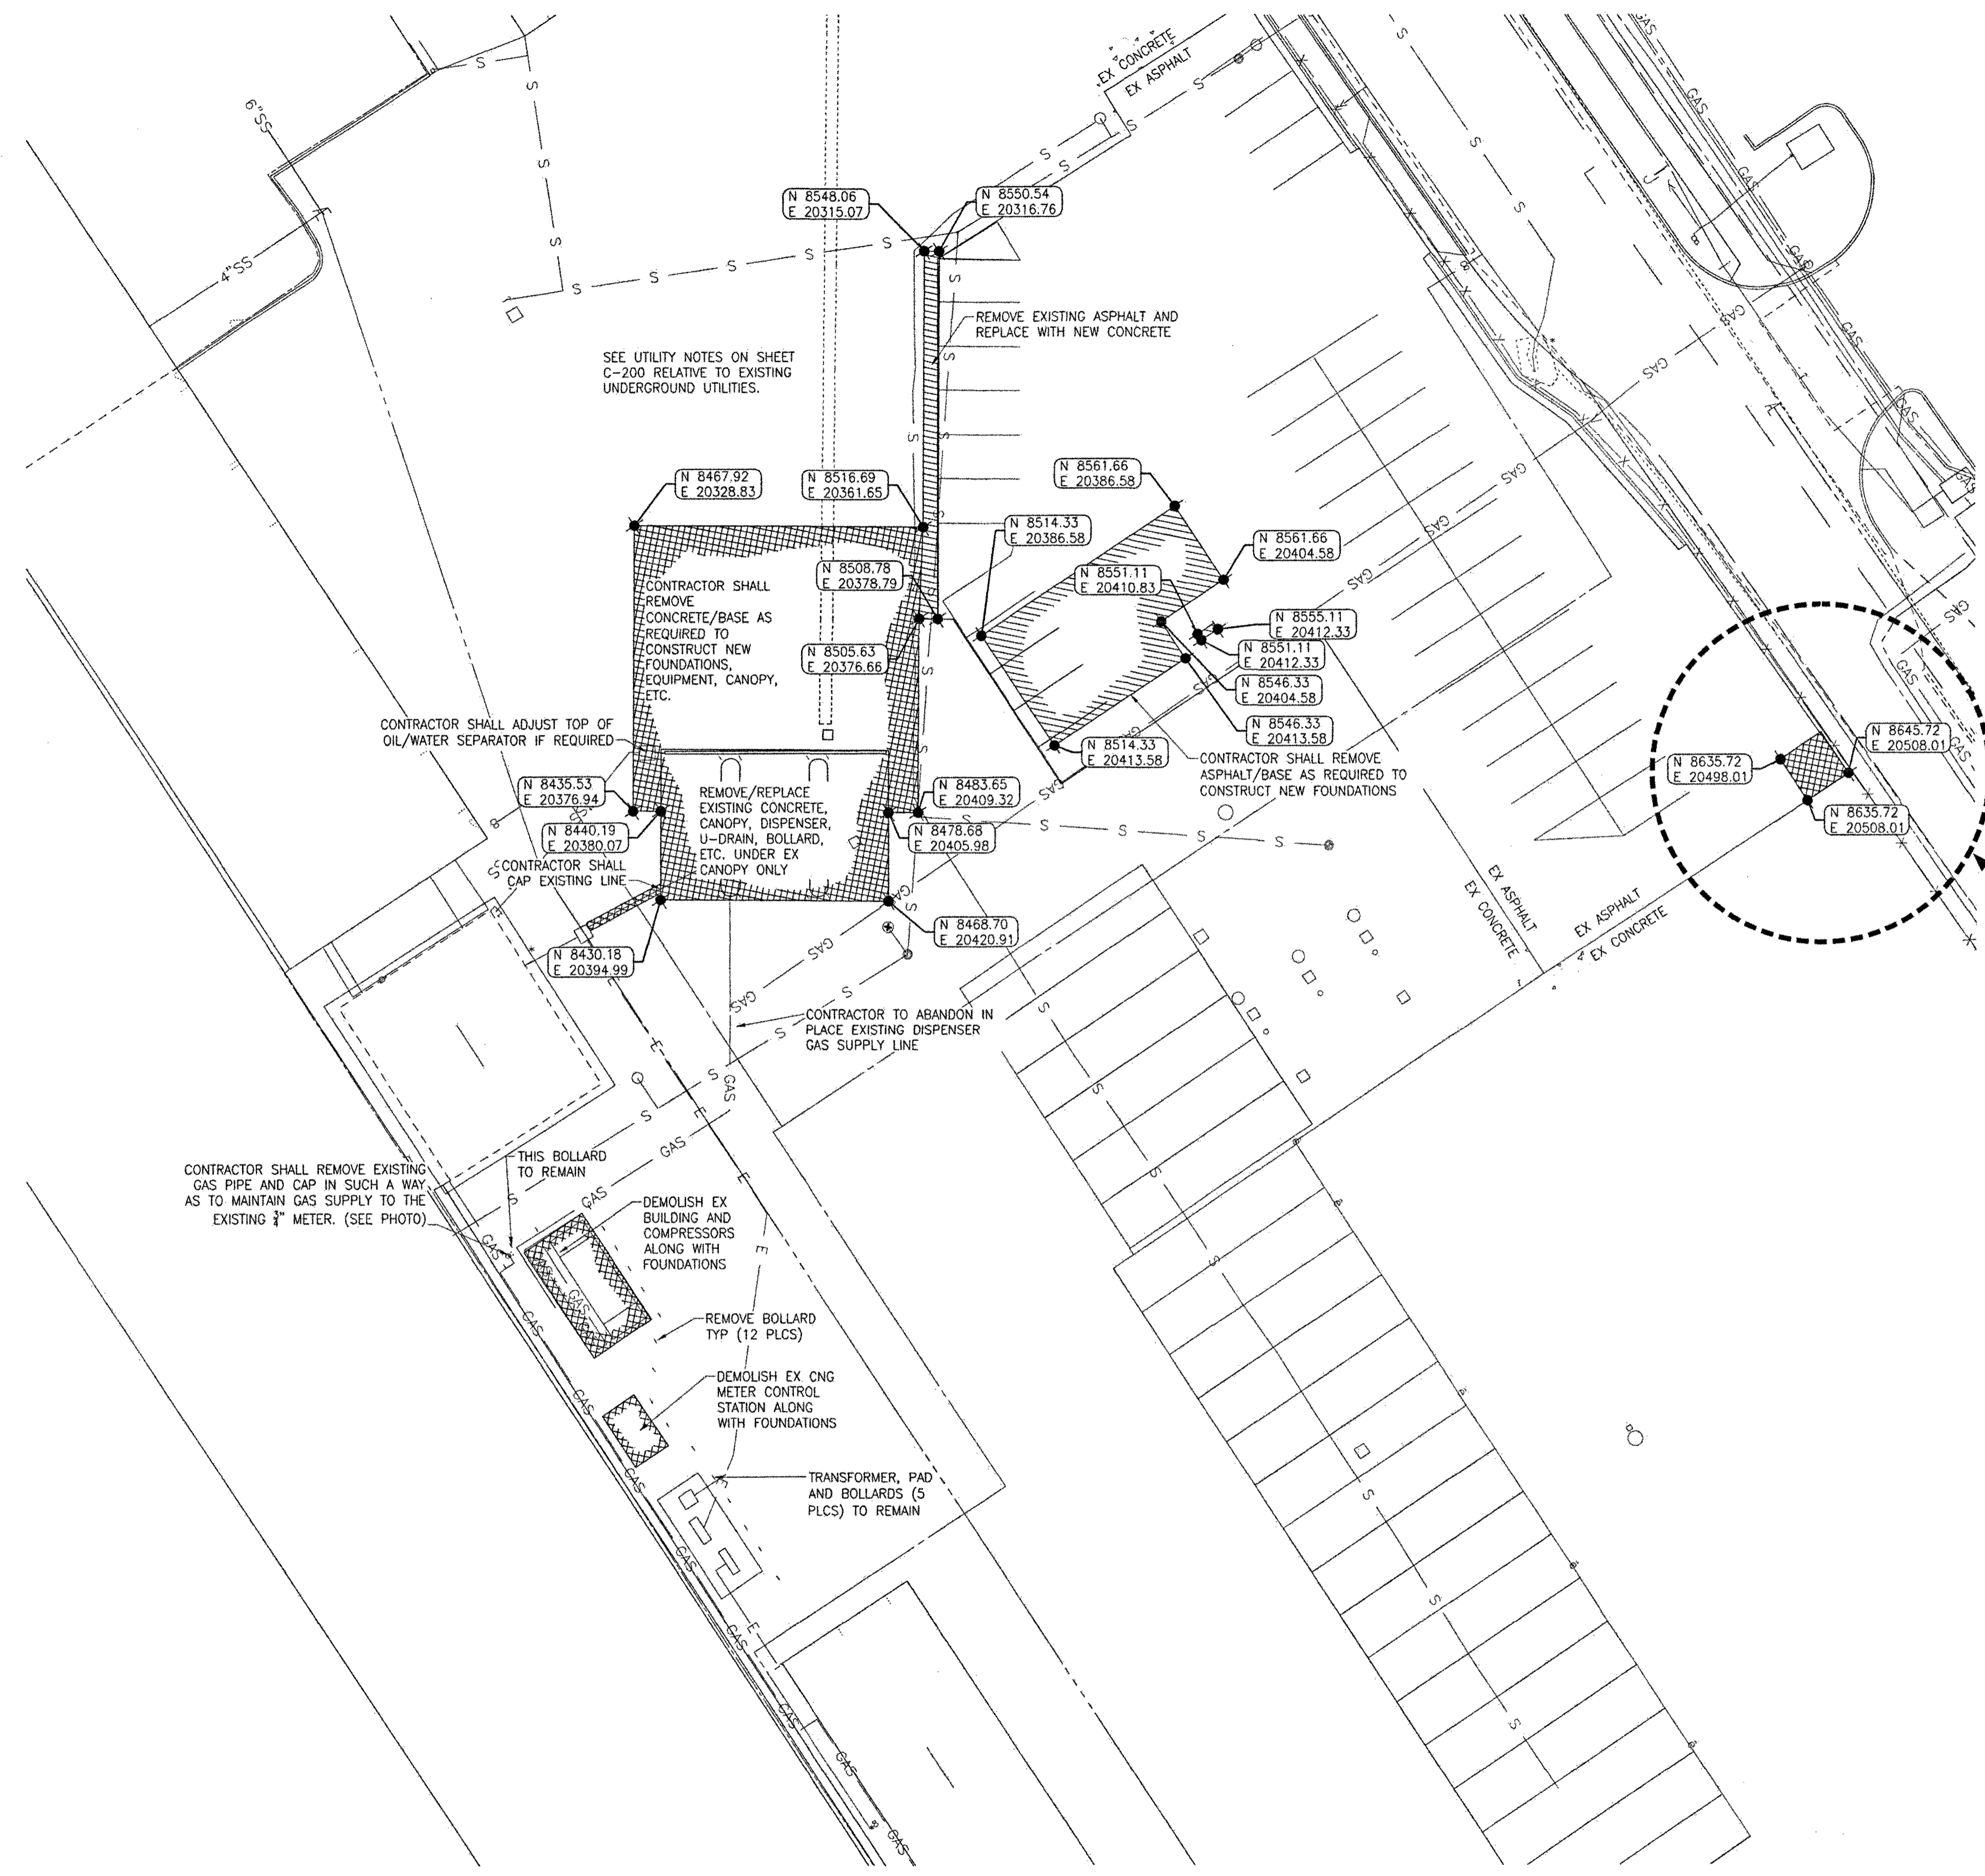 EX CONCRETE
EX ASPHALT
6"SS
4"SS
N 8548.06
E 20315.07
N 8550.54
E 20316.76
REMOVE EXISTING ASPHALT AND
REPLACE WITH NEW CONCRETE
SEE UTILITY NOTES ON SHEET
C-200 RELATIVE TO EXISTING
UNDERGROUND UTILITIES.
N 8467.92
E 20328.83
N 8516.69
E 20361.65
N 8561.66
E 20386.58
N 8514.33
E 20386.58
N 8561.66
E 20404.58
N 8508.78
E 20378.79
N 8551.11
E 20410.83
CONTRACTOR SHALL
REMOVE
CONCRETE/BASE AS
REQUIRED TO
CONSTRUCT NEW
FOUNDATIONS,
EQUIPMENT, CANOPY,
ETC.
N 8555.11
E 20412.33
N 8505.63
E 20376.66
N 8551.11
E 20412.33
N 8546.33
E 20404.58
N 8546.33
E 20413.58
CONTRACTOR SHALL ADJUST TOP OF
OIL/WATER SEPARATOR IF REQUIRED
N 8514.33
E 20413.58
CONTRACTOR SHALL REMOVE
ASPHALT/BASE AS REQUIRED TO
CONSTRUCT NEW FOUNDATIONS
N 8645.72
E 20508.01
N 8635.72
E 20498.01
N 8635.72
E 20508.01
N 8435.53
E 20376.94
REMOVE/REPLACE
EXISTING CONCRETE,
CANOPY, DISPENSER,
U-DRAIN, BOLLARD,
ETC. UNDER EX
CANOPY ONLY
N 8483.65
E 20409.32
N 8440.19
E 20380.07
N 8478.68
E 20405.98
CONTRACTOR SHALL
CAP EXISTING LINE
EX ASPHALT
EX CONCRETE
EX ASPHALT
EX CONCRETE
N 8468.70
E 20420.91
N 8430.18
E 20394.99
CONTRACTOR TO ABANDON IN
PLACE EXISTING DISPENSER
GAS SUPPLY LINE
GAS
GAS
GAS
GAS
THIS BOLLARD
TO REMAIN
CONTRACTOR SHALL REMOVE EXISTING
GAS PIPE AND CAP IN SUCH A WAY
AS TO MAINTAIN GAS SUPPLY TO THE
EXISTING ¾" METER. (SEE PHOTO)
DEMOLISH EX
BUILDING AND
COMPRESSORS
ALONG WITH
FOUNDATIONS
REMOVE BOLLARD
TYP (12 PLCS)
DEMOLISH EX CNG
METER CONTROL
STATION ALONG
WITH FOUNDATIONS
TRANSFORMER, PAD
AND BOLLARDS (5
PLCS) TO REMAIN
GAS
GAS
GAS
GAS
GAS
GAS
GAS
GAS
GAS